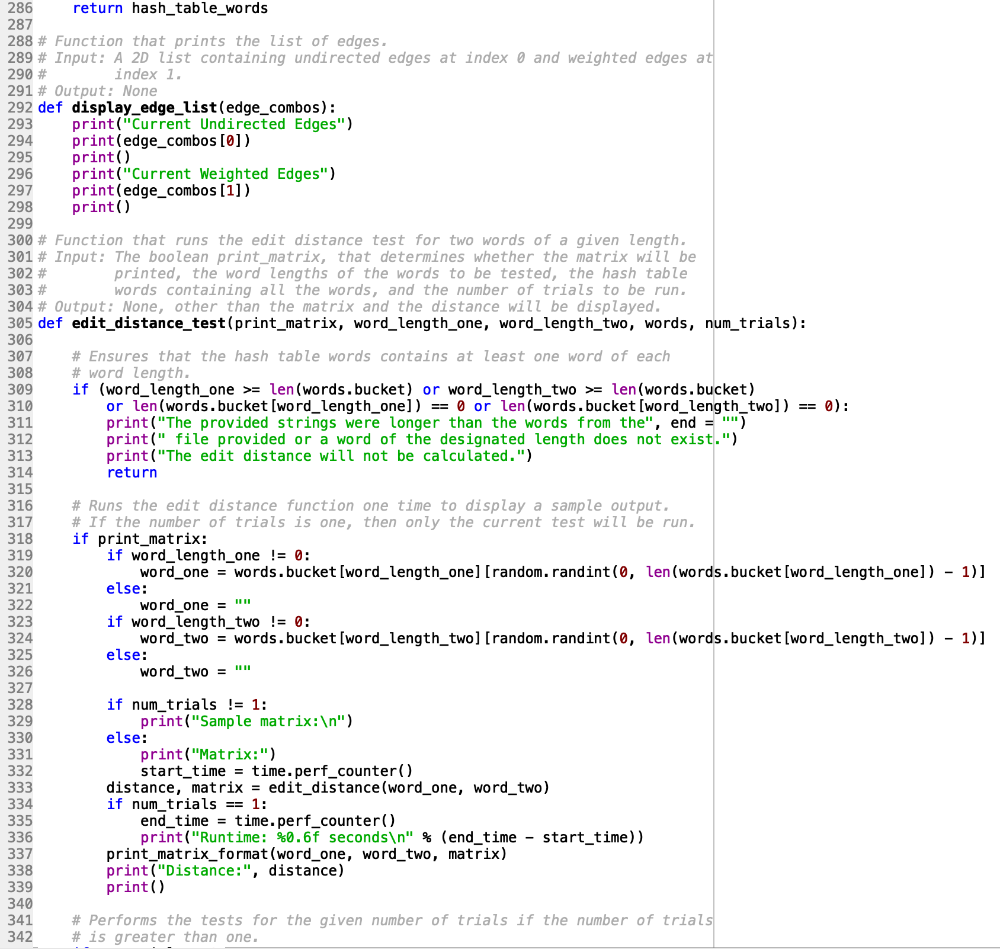 286     return hash_table_words
287
288 # Function that prints the list of edges.
289 # Input: A 2D list containing undirected edges at index 0 and weighted edges at
290 #        index 1.
291 # Output: None
292 def display_edge_list(edge_combos):
293     print("Current Undirected Edges")
294     print(edge_combos[0])
295     print()
296     print("Current Weighted Edges")
297     print(edge_combos[1])
298     print()
299
300 # Function that runs the edit distance test for two words of a given length.
301 # Input: The boolean print_matrix, that determines whether the matrix will be
302 #        printed, the word lengths of the words to be tested, the hash table
303 #        words containing all the words, and the number of trials to be run.
304 # Output: None, other than the matrix and the distance will be displayed.
305 def edit_distance_test(print_matrix, word_length_one, word_length_two, words, num_trials):
306
307     # Ensures that the hash table words contains at least one word of each
308     # word length.
309     if (word_length_one >= len(words.bucket) or word_length_two >= len(words.bucket)
310         or len(words.bucket[word_length_one]) == 0 or len(words.bucket[word_length_two]) == 0):
311         print("The provided strings were longer than the words from the", end = "")
312         print(" file provided or a word of the designated length does not exist.")
313         print("The edit distance will not be calculated.")
314         return
315
316     # Runs the edit distance function one time to display a sample output.
317     # If the number of trials is one, then only the current test will be run.
318     if print_matrix:
319         if word_length_one != 0:
320             word_one = words.bucket[word_length_one][random.randint(0, len(words.bucket[word_length_one]) - 1)]
321         else:
322             word_one = ""
323         if word_length_two != 0:
324             word_two = words.bucket[word_length_two][random.randint(0, len(words.bucket[word_length_two]) - 1)]
325         else:
326             word_two = ""
327
328         if num_trials != 1:
329             print("Sample matrix:\n")
330         else:
331             print("Matrix:")
332             start_time = time.perf_counter()
333         distance, matrix = edit_distance(word_one, word_two)
334         if num_trials == 1:
335             end_time = time.perf_counter()
336             print("Runtime: %0.6f seconds\n" % (end_time - start_time))
337         print_matrix_format(word_one, word_two, matrix)
338         print("Distance:", distance)
339         print()
340
341     # Performs the tests for the given number of trials if the number of trials
342     # is greater than one.